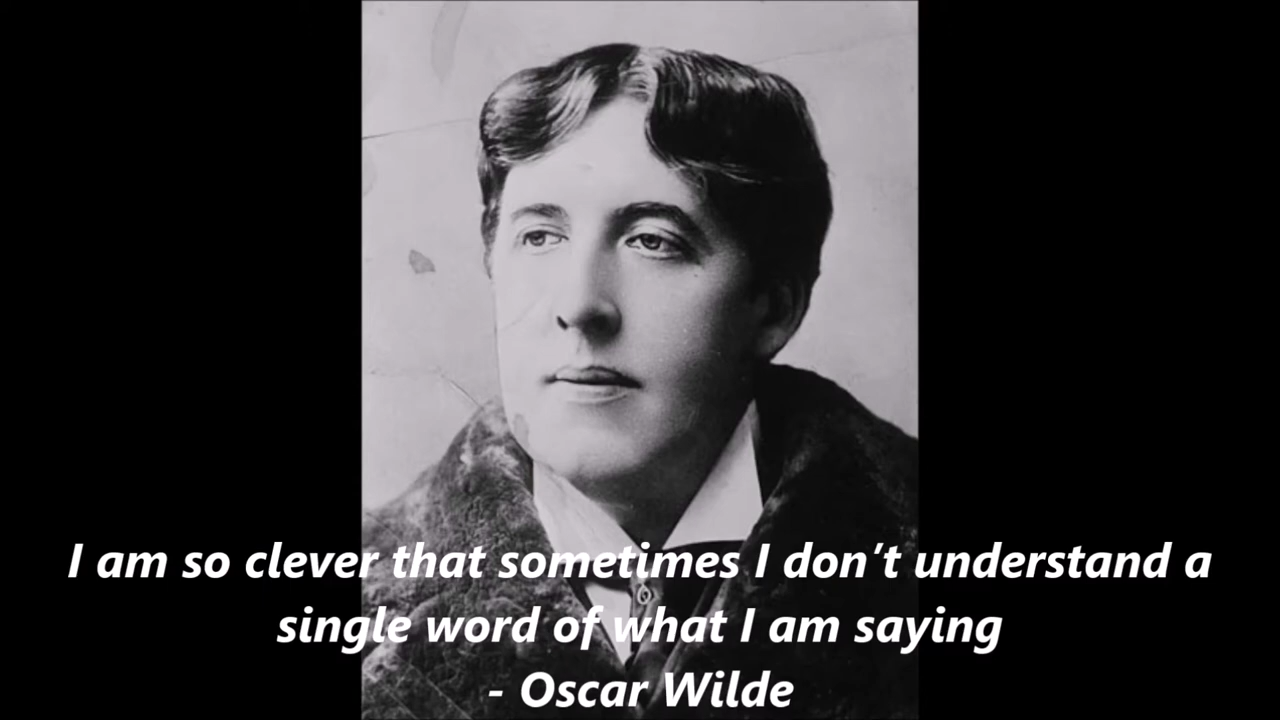 I am so clever that sometimes I don’t understand a
single word of what I am saying
- Oscar Wilde